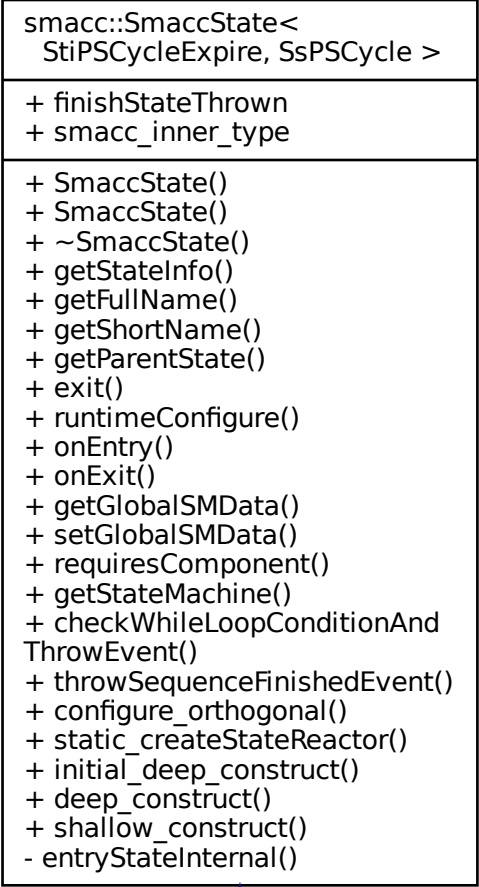 smacc::SmaccState<
StiPSCycleExpire, SsPSCycle >
+ finishStateThrown
+ smacc_inner_type
+ SmaccState()
+ SmaccState()
+ ~SmaccState()
+ getStateInfo()
+ getFullName()
+ getShortName()
+ getParentState()
+ exit()
+ runtimeConfigure()
+ onEntry()
+ onExit()
+ getGlobalSMData()
+ setGlobalSMData()
+ requiresComponent()
+ getStateMachine()
+ checkWhileLoopConditionAnd
ThrowEvent()
+ throwSequenceFinishedEvent()
+ configure_orthogonal()
+ static_createStateReactor()
+ initial_deep_construct()
+ deep_construct()
+ shallow_construct()
- entryStateInternal()